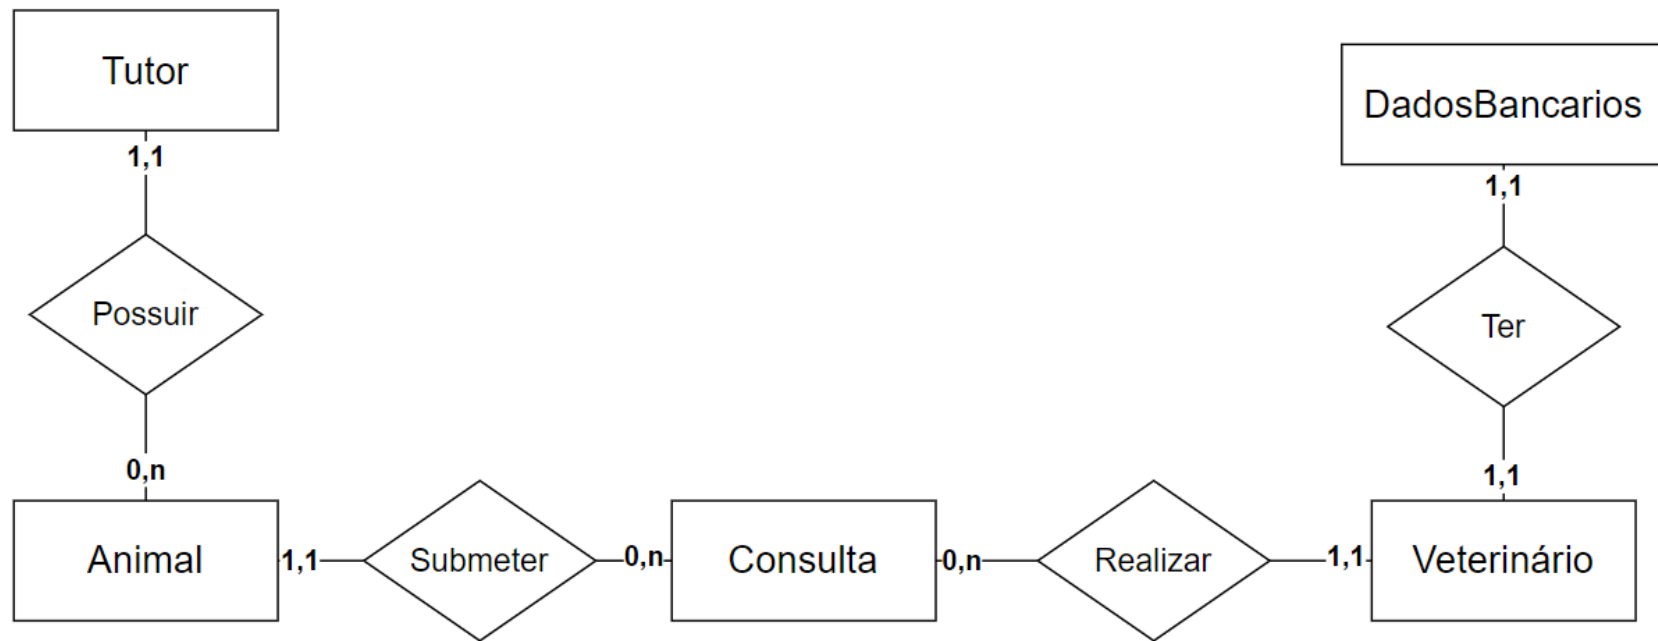 Tutor
DadosBancarios
1,1
1,1
Possuir
Ter
0,n
1,1
Animal
1,1
Submeter
0,n
Consulta
0,n
Realizar
1,1
Veterinário